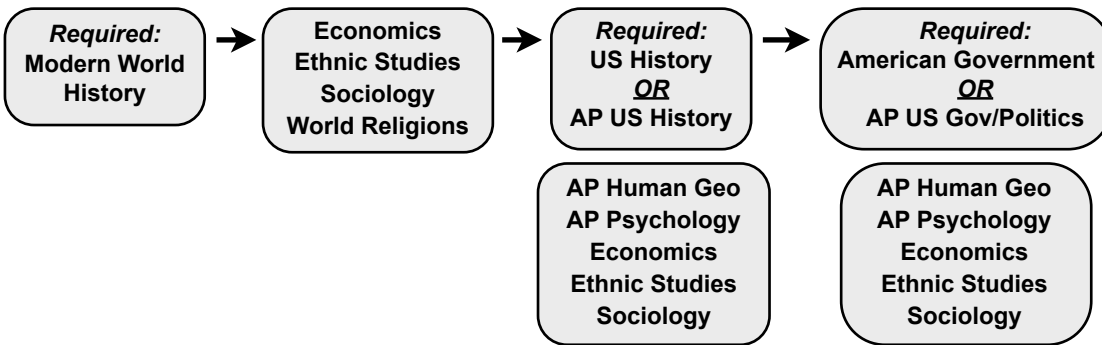 Required:
Modern World
History
Economics
Ethnic Studies
Sociology
World Religions
Required:
US History
OR
AP US History
Required:
American Government
OR
AP US Gov/Politics
AP Human Geo
AP Psychology
Economics
Ethnic Studies
Sociology
AP Human Geo
AP Psychology
Economics
Ethnic Studies
Sociology